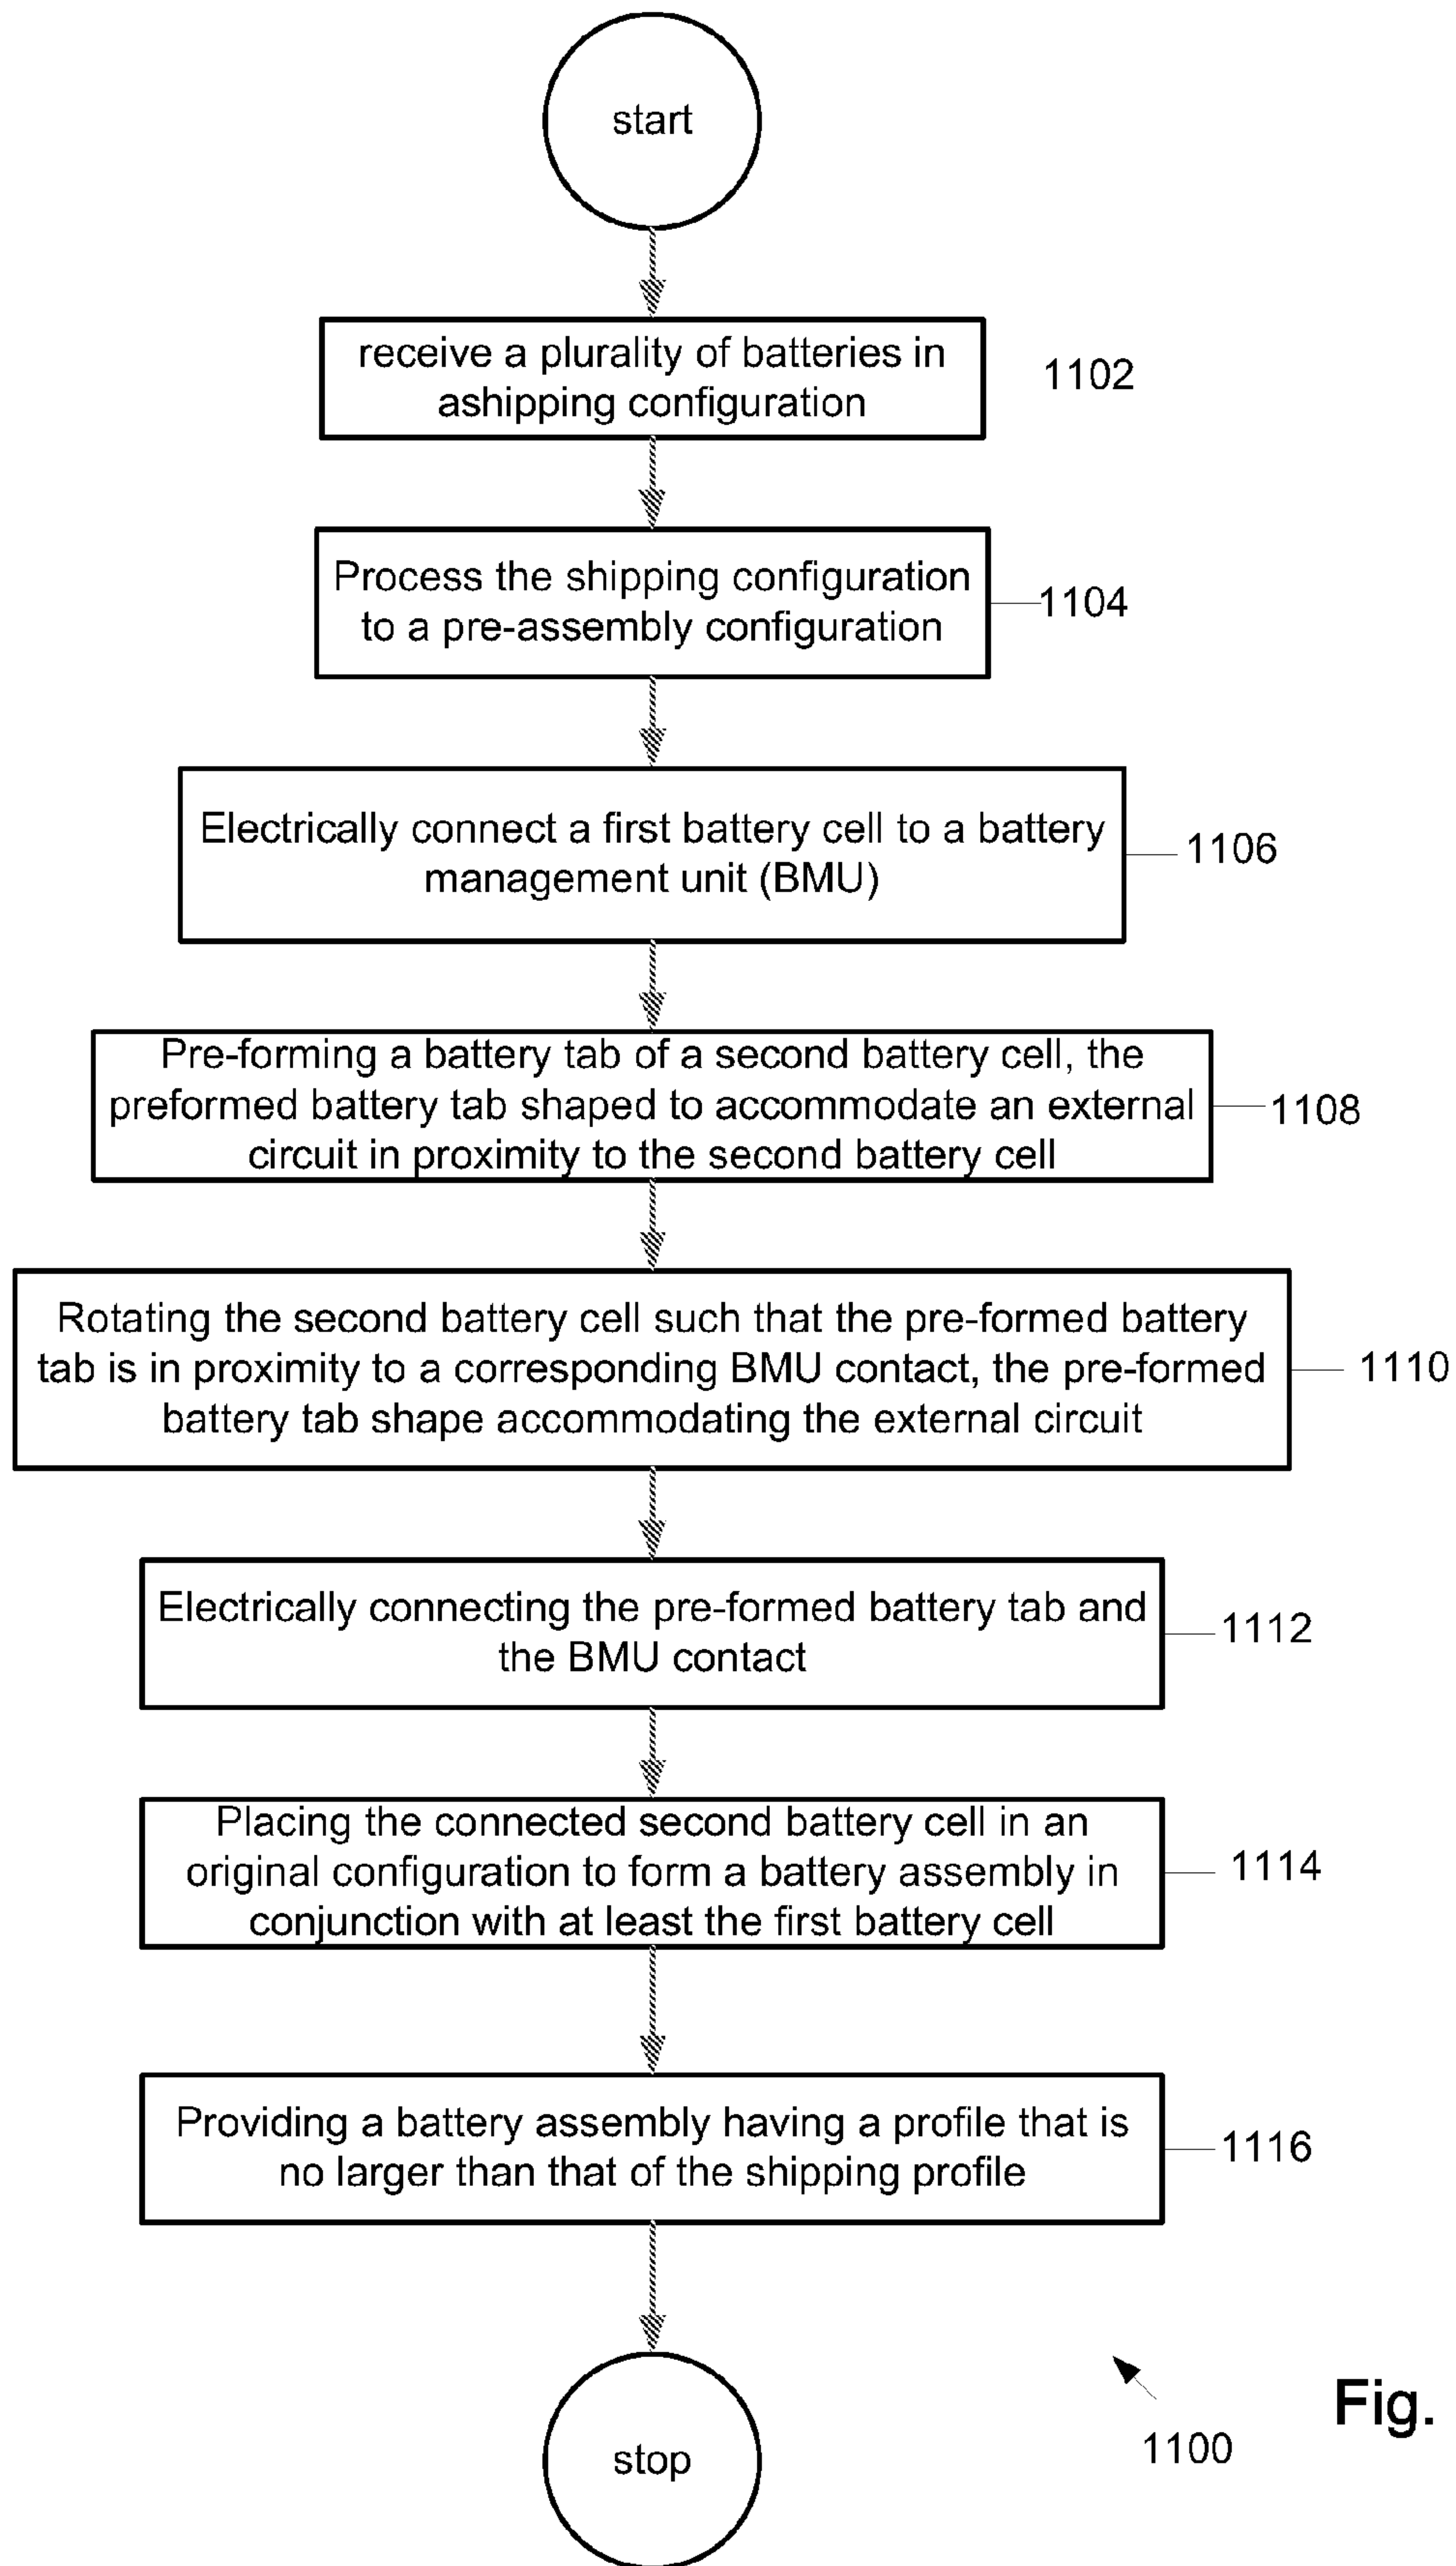 start
receive a plurality of batteries in
ashipping configuration
1102
Process the shipping configuration
to a pre-assembly configuration
1104
Electrically connect a first battery cell to a battery
management unit (BMU)
1106
Pre-forming a battery tab of a second battery cell, the
preformed battery tab shaped to accommodate an external
circuit in proximity to the second battery cell
1108
Rotating the second battery cell such that the pre-formed battery
tab is in proximity to a corresponding BMU contact, the pre-formed
battery tab shape accommodating the external circuit
1110
Electrically connecting the pre-formed battery tab and
the BMU contact
1112
Placing the connected second battery cell in an
original configuration to form a battery assembly in
conjunction with at least the first battery cell
1114
Providing a battery assembly having a profile that is
no larger than that of the shipping profile
1116
stop
1100
Fig.